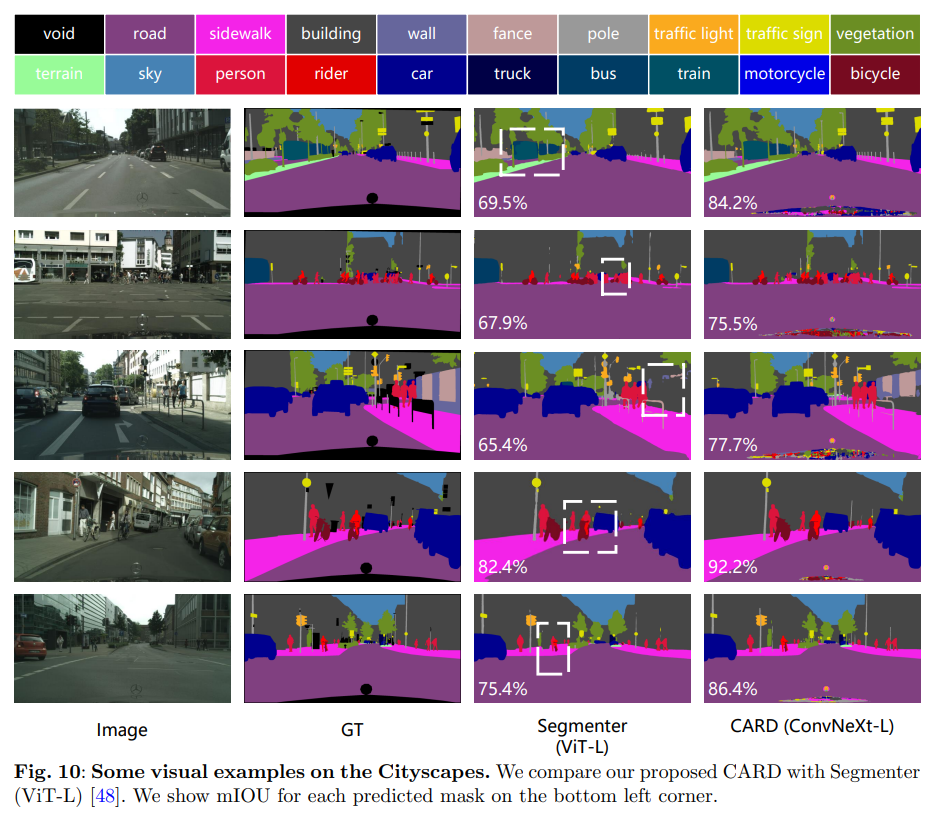 void road sidewalk building wall fance pole traffic light traffic sign vegetation
terrain sky person rider car truck bus train motorcycle bicycle
69.5% 84.2%
67.9% 75.5%
65.4% 77.7%
82.4% 92.2%
75.4% 86.4%
Image GT Segmenter CARD (ConvNeXt-L)
(ViT-L)
Fig. 10: Some visual examples on the Cityscapes. We compare our proposed CARD with Segmenter
(ViT-L) [48]. We show mIOU for each predicted mask on the bottom left corner.